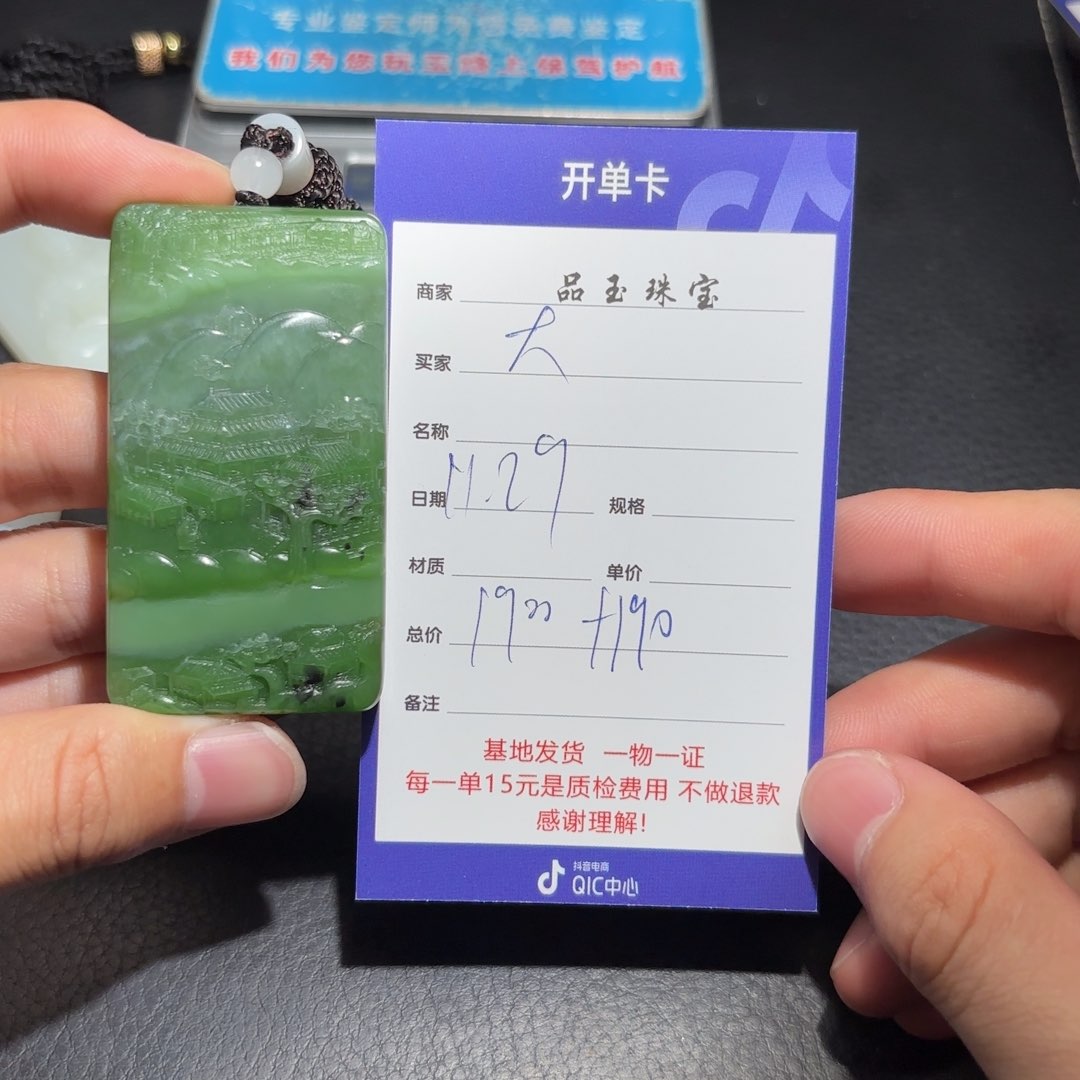 专业鉴定师为您免费鉴定
我们为您玩玉路上保驾护航
开单卡
商家 品玉珠宝
买家 大
名称
日期 11.29 规格
材质 单价
总价 1900 +190
备注
基地发货 一物一证
每一单15元是质检费用 不做退款
感谢理解!
抖音电商
QIC中心